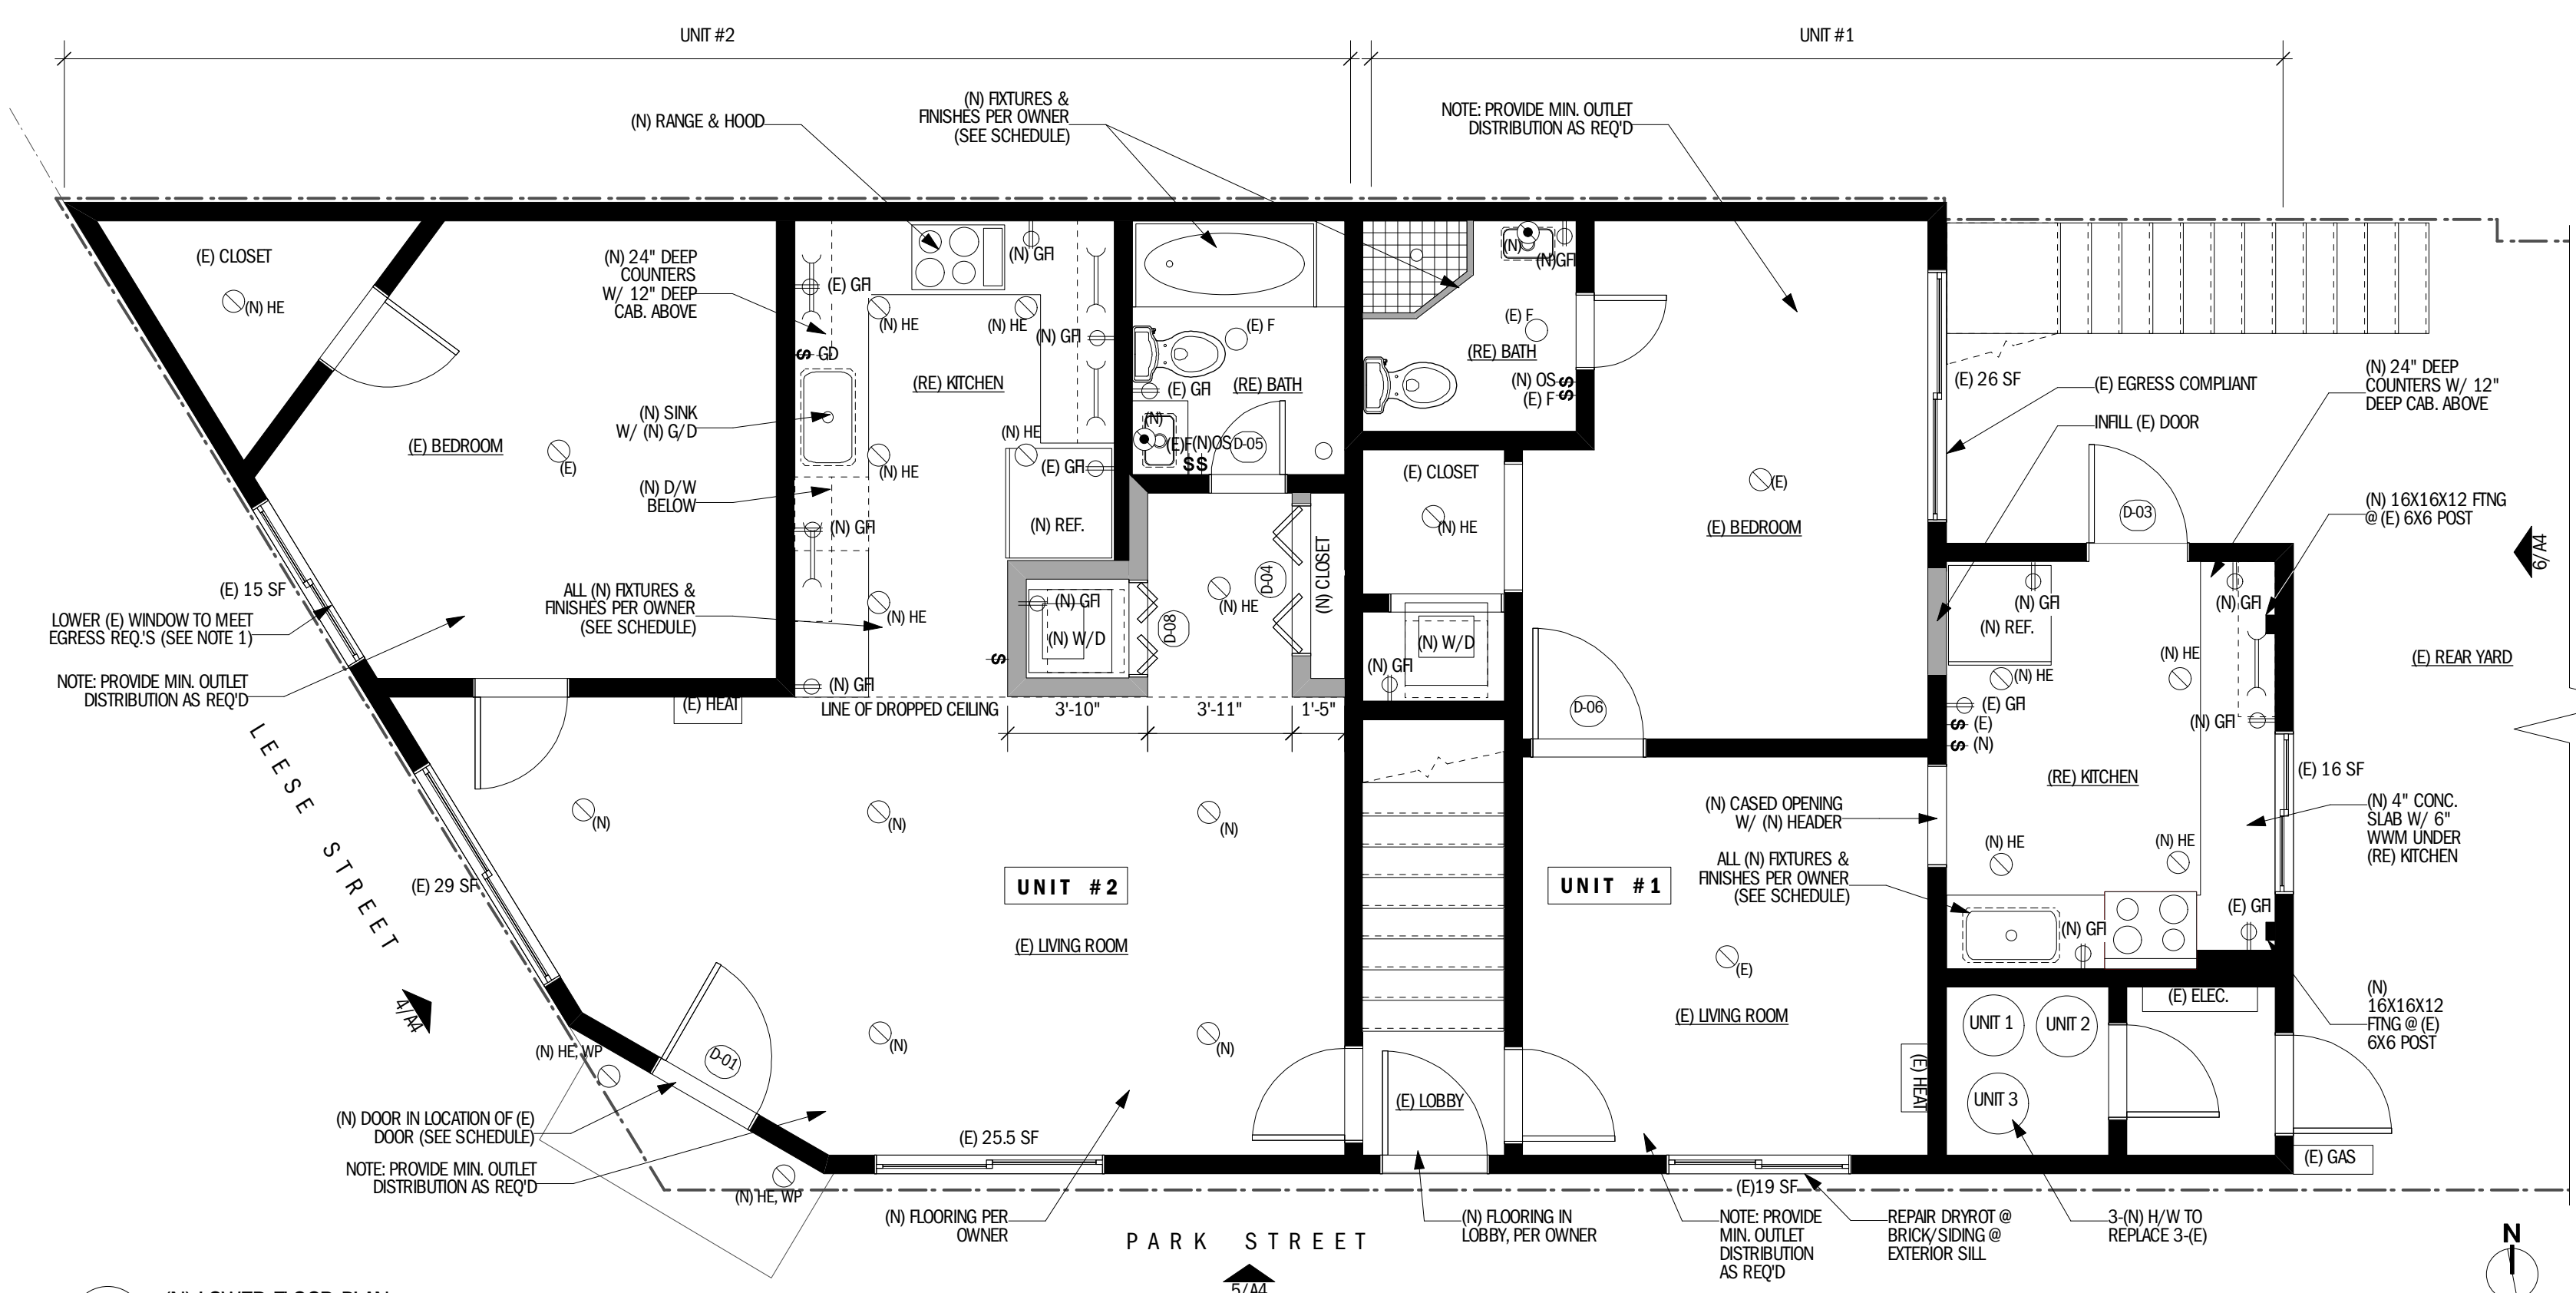 UNIT #2
UNIT #1
(N) RANGE & HOOD
(N) FIXTURES &
FINISHES PER OWNER
(SEE SCHEDULE)
NOTE: PROVIDE MIN. OUTLET
DISTRIBUTION AS REQ'D
(E) CLOSET
(N) HE
(N) 24" DEEP
COUNTERS
W/ 12" DEEP
CAB. ABOVE
(E) GFI
(N) HE
(N) HE
(N) GFI
(N) GFI
$ GD
(RE) KITCHEN
(N) SINK
W/ (N) G/D
(E) BEDROOM
(E)
(N) HE
(N) HE
(E) GFI
(N) D/W
BELOW
(N) GFI
(N) REF.
(E) F
(RE) BATH
(E) GFI
(N)
(E)F(N)OS
$$
D-05
(N)
(N)GFI
(E) F
(RE) BATH
(N) OS $
(E) F $
(E) 26 SF
(E) EGRESS COMPLIANT
INFILL (E) DOOR
(N) 24" DEEP
COUNTERS W/ 12"
DEEP CAB. ABOVE
D-03
(N) 16X16X12 FTNG
@ (E) 6X6 POST
6/A4
(E) CLOSET
(N) HE
(E)
(E) BEDROOM
(E) 15 SF
LOWER (E) WINDOW TO MEET
EGRESS REQ.'S (SEE NOTE 1)
NOTE: PROVIDE MIN. OUTLET
DISTRIBUTION AS REQ'D
ALL (N) FIXTURES &
FINISHES PER OWNER
(SEE SCHEDULE)
(N) HE
(N) GFI
(N) W/D
$
D-08
(N) HE
D-04
(N) CLOSET
(N) GFI
(N) W/D
(N) GFI
(N) REF.
(N) GFI
(N) HE
(N) HE
(E) REAR YARD
(N) GFI
(E) HEAT
LINE OF DROPPED CEILING
3'-10"
3'-11"
1'-5"
D-06
(E) GFI
$ (E)
$ (N)
(N) GFI
(RE) KITCHEN
(E) 16 SF
(N) 4" CONC.
SLAB W/ 6"
WWM UNDER
(RE) KITCHEN
LEESE STREET
(N)
(N)
(N)
(N) CASED OPENING
W/ (N) HEADER
(N) HE
(N) HE
(E) 29 SF
UNIT #2
UNIT #1
ALL (N) FIXTURES &
FINISHES PER OWNER
(SEE SCHEDULE)
(E) LIVING ROOM
(E)
(E) LIVING ROOM
(N) GFI
(E) GFI
(N)
16X16X12
FTNG @ (E)
6X6 POST
4/A4
(N)
(N)
(E) ELEC.
UNIT 1
UNIT 2
UNIT 3
(N) HE, WP
D-01
(E) LOBBY
(E) HEAT
(N) DOOR IN LOCATION OF (E)
DOOR (SEE SCHEDULE)
NOTE: PROVIDE MIN. OUTLET
DISTRIBUTION AS REQ'D
(N) HE, WP
(E) 25.5 SF
(E)19 SF
(E) GAS
(N) FLOORING PER
OWNER
PARK STREET
5/A4
(N) FLOORING IN
LOBBY, PER OWNER
NOTE: PROVIDE
MIN. OUTLET
DISTRIBUTION
AS REQ'D
REPAIR DRYROT @
BRICK/SIDING @
EXTERIOR SILL
3-(N) H/W TO
REPLACE 3-(E)
N
(N) LOWER FLOOR PLAN